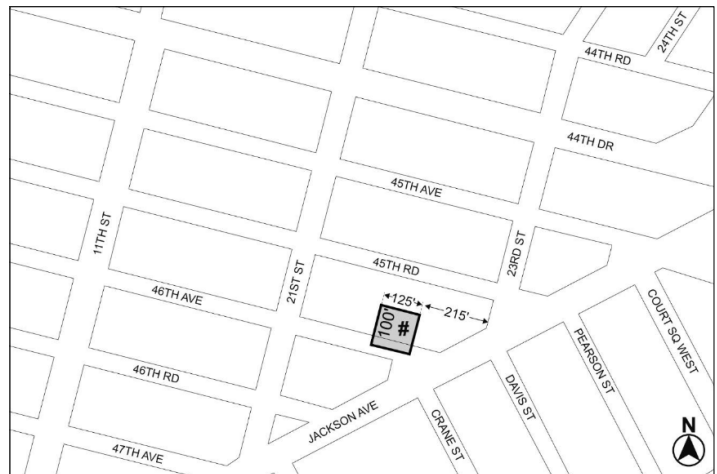 24TH ST
44TH RD
44TH DR
45TH AVE
11TH ST
23RD ST
45TH RD
21ST ST
46TH AVE
125'
215'
100'
#
COURT SQ WEST
PEARSON ST
46TH RD
DAVIS ST
JACKSON AVE
CRANE ST
47TH AVE
N